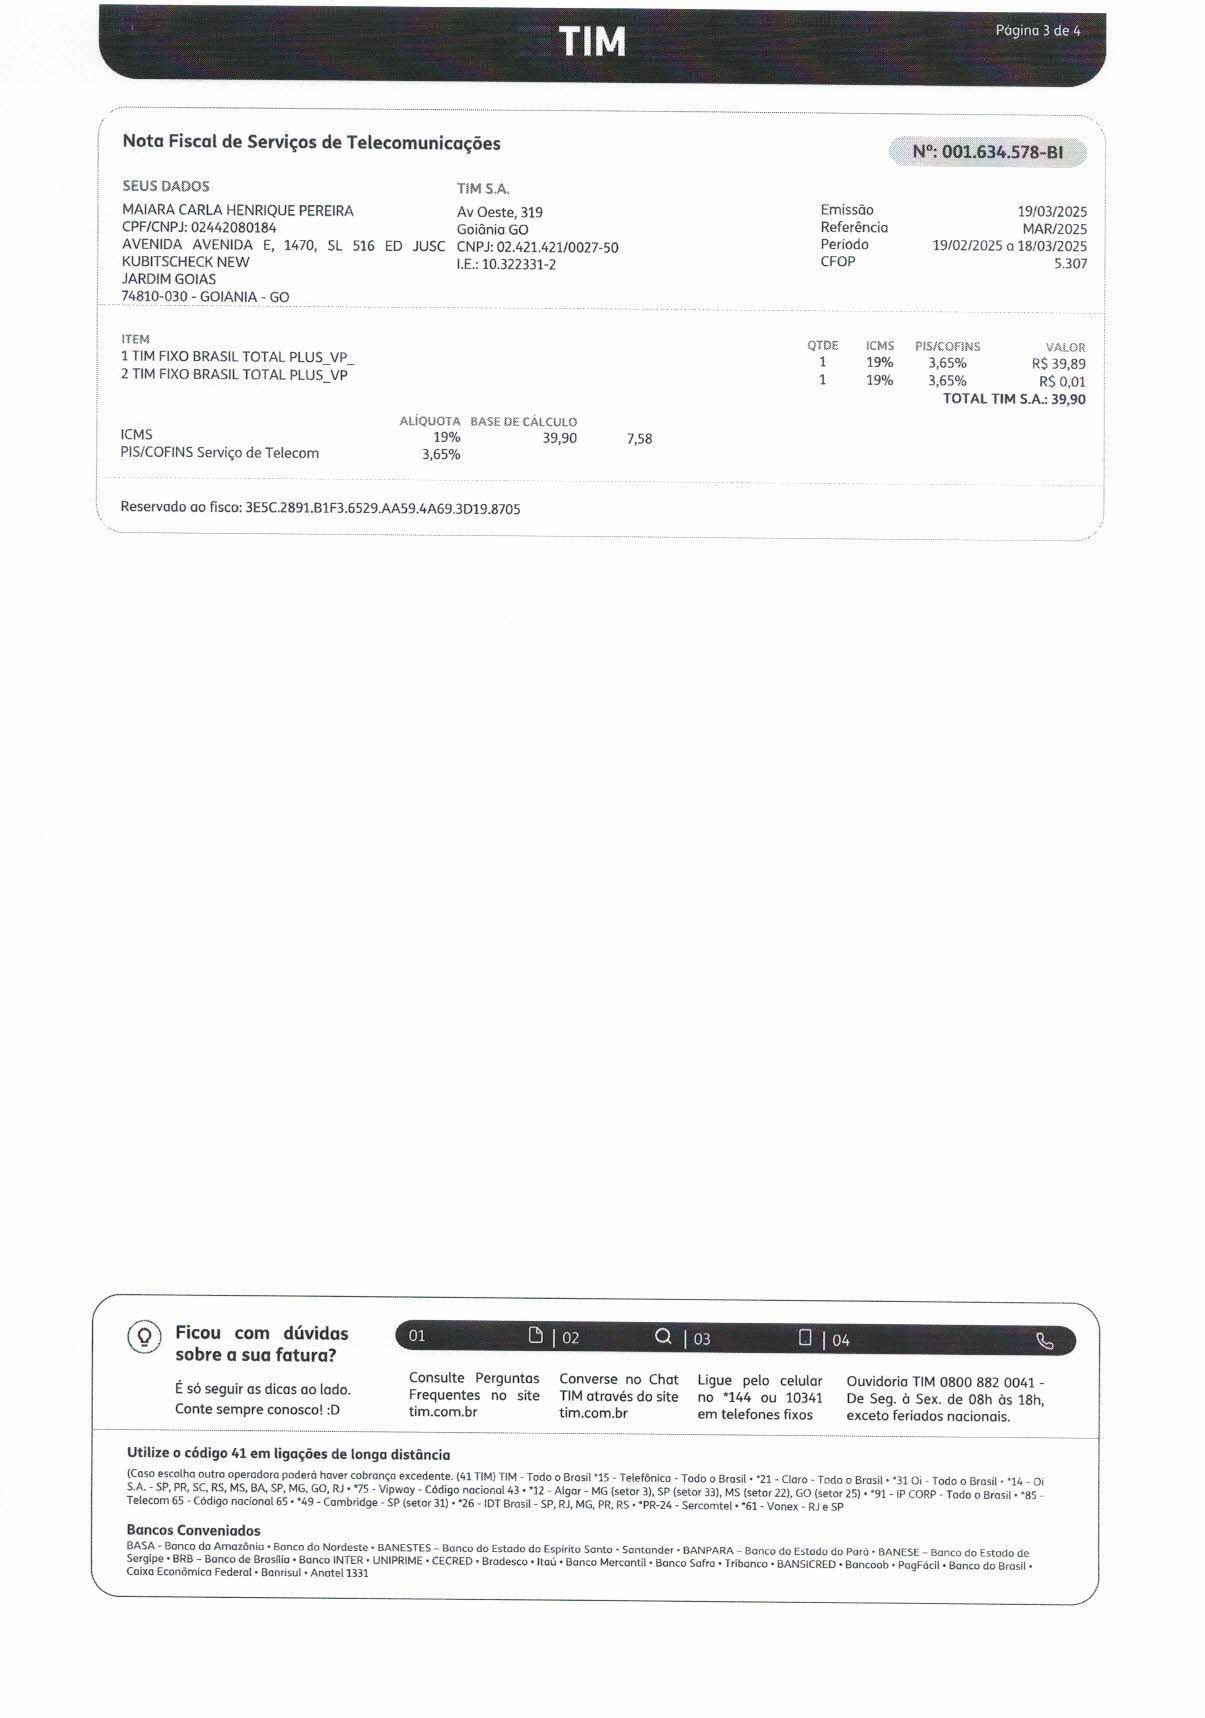 TIM
Página 3 de 4
Nota Fiscal de Serviços de Telecomunicações
Nº: 001.634.578-BI
SEUS DADOS
MAIARA CARLA HENRIQUE PEREIRA
CPF/CNPJ: 02442080184
AVENIDA AVENIDA E, 1470, SL 516 ED JUSC
KUBITSCHECK NEW
JARDIM GOIAS
74810-030 - GOIANIA - GO
TIM S.A.
Av Oeste, 319
Goiânia GO
CNPJ: 02.421.421/0027-50
I.E.: 10.322331-2
Emissão 19/03/2025
Referência MAR/2025
Período 19/02/2025 a 18/03/2025
CFOP 5.307
ITEM QTDE ICMS PIS/COFINS VALOR
1 TIM FIXO BRASIL TOTAL PLUS_VP_ 1 19% 3,65% R$ 39,89
2 TIM FIXO BRASIL TOTAL PLUS_VP 1 19% 3,65% R$ 0,01
TOTAL TIM S.A.: 39,90
ALÍQUOTA BASE DE CÁLCULO
ICMS 19% 39,90 7,58
PIS/COFINS Serviço de Telecom 3,65%
Reservado ao fisco: 3E5C.2891.B1F3.6529.AA59.4A69.3D19.8705
Ficou com dúvidas
sobre a sua fatura?
É só seguir as dicas ao lado.
Conte sempre conosco! :D
01 | 02 | 03 | 04
Consulte Perguntas
Frequentes no site
tim.com.br
Converse no Chat
TIM através do site
tim.com.br
Ligue pelo celular
no *144 ou 10341
em telefones fixos
Ouvidoria TIM 0800 882 0041 -
De Seg. à Sex. de 08h às 18h,
exceto feriados nacionais.
Utilize o código 41 em ligações de longa distância
(Caso escolha outra operadora poderá haver cobrança excedente. (41 TIM) TIM - Todo o Brasil *15 - Telefônica - Todo o Brasil • *21 - Claro - Todo o Brasil • *31 Oi - Todo o Brasil • *14 - Oi
S.A. - SP, PR, SC, RS, MS, BA, SP, MG, GO, RJ • *75 - Vipway - Código nacional 43 • *12 - Algar - MG (setor 3), SP (setor 33), MS (setor 22), GO (setor 25) • *91 - IP CORP - Todo o Brasil • *85 -
Telecom 65 - Código nacional 65 • *49 - Cambridge - SP (setor 31) • *26 - IDT Brasil - SP, RJ, MG, PR, RS • *PR-24 - Sercomtel • *61 - Vonex - RJ e SP
Bancos Conveniados
BASA - Banco da Amazônia • Banco do Nordeste • BANESTES – Banco do Estado do Espírito Santo • Santander • BANPARA – Banco do Estado do Pará • BANESE – Banco do Estado de
Sergipe • BRB – Banco de Brasília • Banco INTER • UNIPRIME • CECRED • Bradesco • Itaú • Banco Mercantil • Banco Safra • Tribanco • BANSICRED • Bancoob • PagFácil • Banco do Brasil •
Caixa Econômica Federal • Banrisul • Anatel 1331